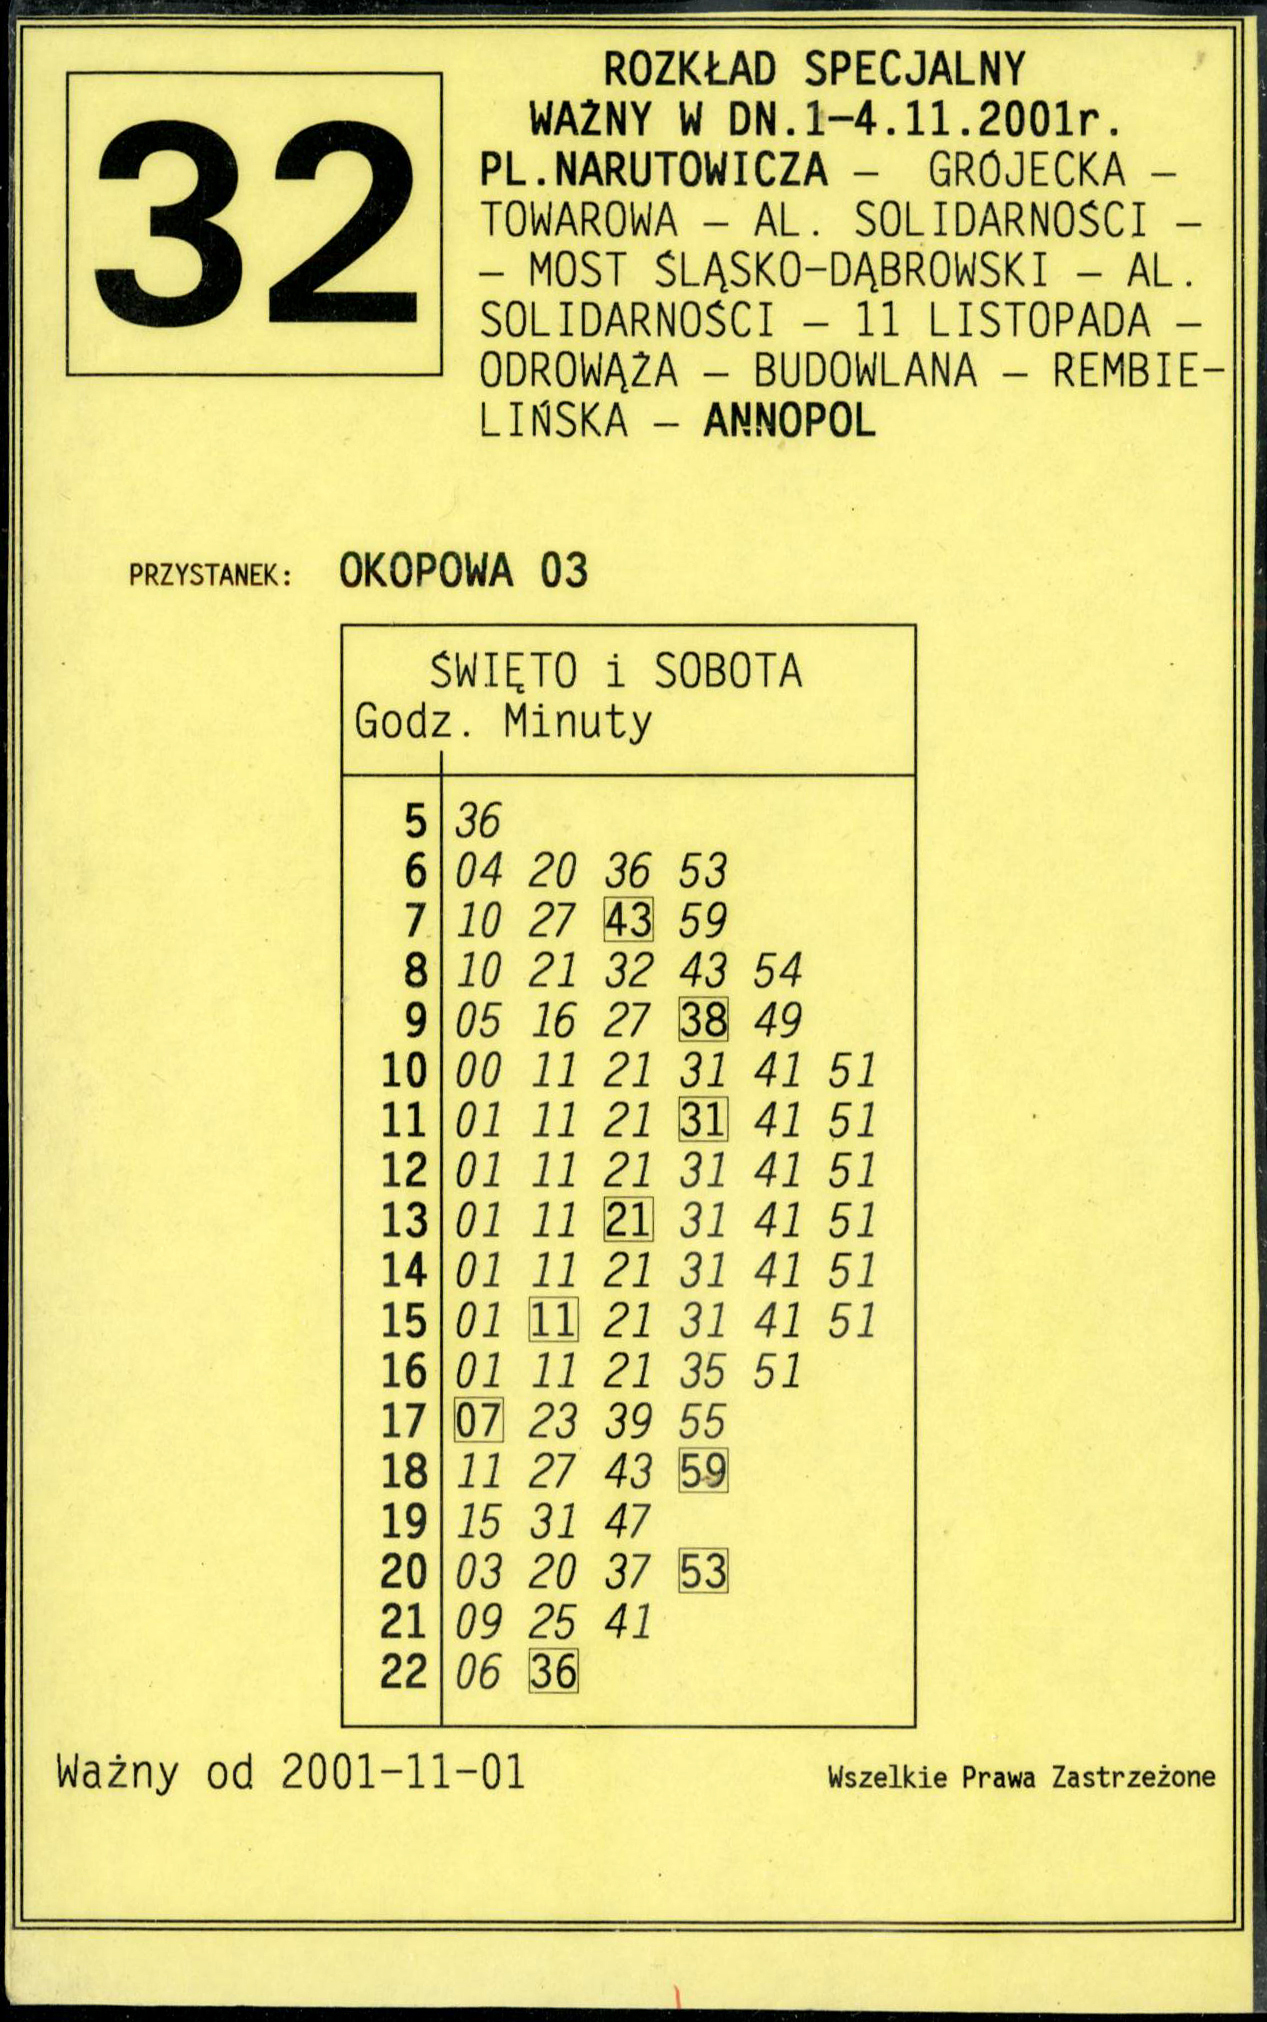 32
ROZKŁAD SPECJALNY
WAŻNY W DN.1–4.11.2001r.
PL.NARUTOWICZA – GRÓJECKA –
TOWAROWA – AL. SOLIDARNOŚCI –
– MOST ŚLĄSKO-DĄBROWSKI – AL.
SOLIDARNOŚCI – 11 LISTOPADA –
ODROWĄŻA – BUDOWLANA – REMBIE-
LIŃSKA – ANNOPOL
PRZYSTANEK: OKOPOWA 03
ŚWIĘTO i SOBOTA
Godz. Minuty
5 36
6 04 20 36 53
7 10 27 43 59
8 10 21 32 43 54
9 05 16 27 38 49
10 00 11 21 31 41 51
11 01 11 21 31 41 51
12 01 11 21 31 41 51
13 01 11 21 31 41 51
14 01 11 21 31 41 51
15 01 11 21 31 41 51
16 01 11 21 35 51
17 07 23 39 55
18 11 27 43 59
19 15 31 47
20 03 20 37 53
21 09 25 41
22 06 36
Ważny od 2001-11-01
Wszelkie Prawa Zastrzeżone